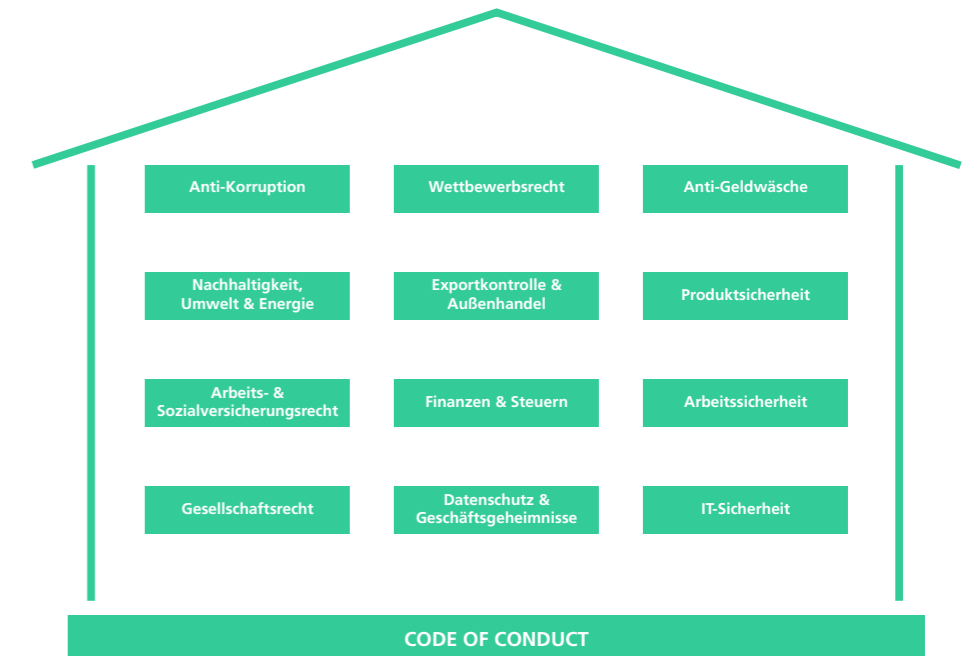 Anti-Korruption
Wettbewerbsrecht
Anti-Geldwäsche
Nachhaltigkeit,
Umwelt & Energie
Exportkontrolle &
Außenhandel
Produktsicherheit
Arbeits- &
Sozialversicherungsrecht
Finanzen & Steuern
Arbeitssicherheit
Gesellschaftsrecht
Datenschutz &
Geschäftsgeheimnisse
IT-Sicherheit
CODE OF CONDUCT